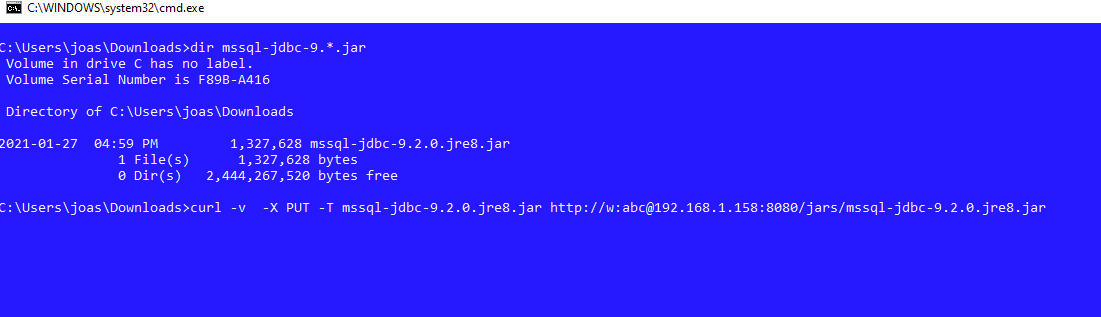 C:\WINDOWS\system32\cmd.exe
C:\Users\joas\Downloads>dir mssql-jdbc-9.*.jar
Volume in drive C has no label.
Volume Serial Number is F89B-A416
Directory of C:\Users\joas\Downloads
2021-01-27  04:59 PM         1,327,628 mssql-jdbc-9.2.0.jre8.jar
1 File(s)      1,327,628 bytes
0 Dir(s)   2,444,267,520 bytes free
C:\Users\joas\Downloads>curl -v  -X PUT -T mssql-jdbc-9.2.0.jre8.jar http://w:abc@192.168.1.158:8080/jars/mssql-jdbc-9.2.0.jre8.jar